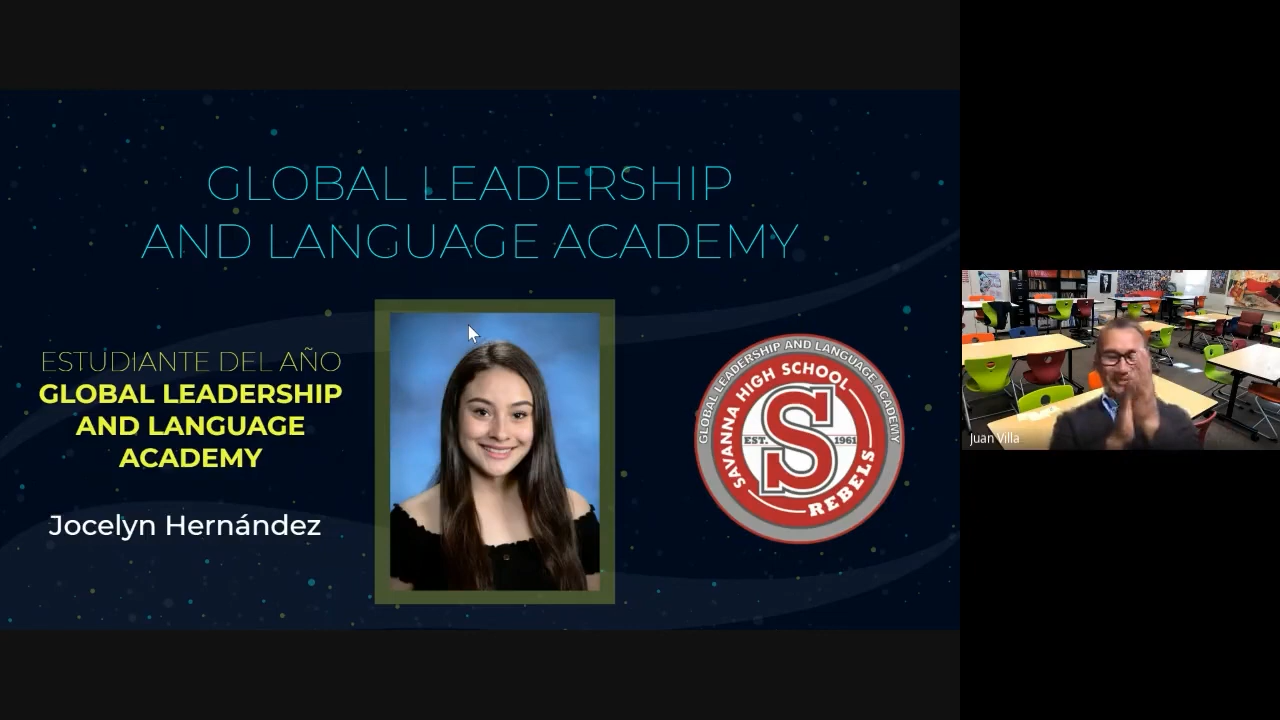 GLOBAL LEADERSHIP
AND LANGUAGE ACADEMY
ESTUDIANTE DEL AÑO
GLOBAL LEADERSHIP
AND LANGUAGE
ACADEMY
Jocelyn Hernández
GLOBAL LEADERSHIP AND LANGUAGE ACADEMY
SAVANNA HIGH SCHOOL
S
EST. 1961
REBELS
Juan Villa